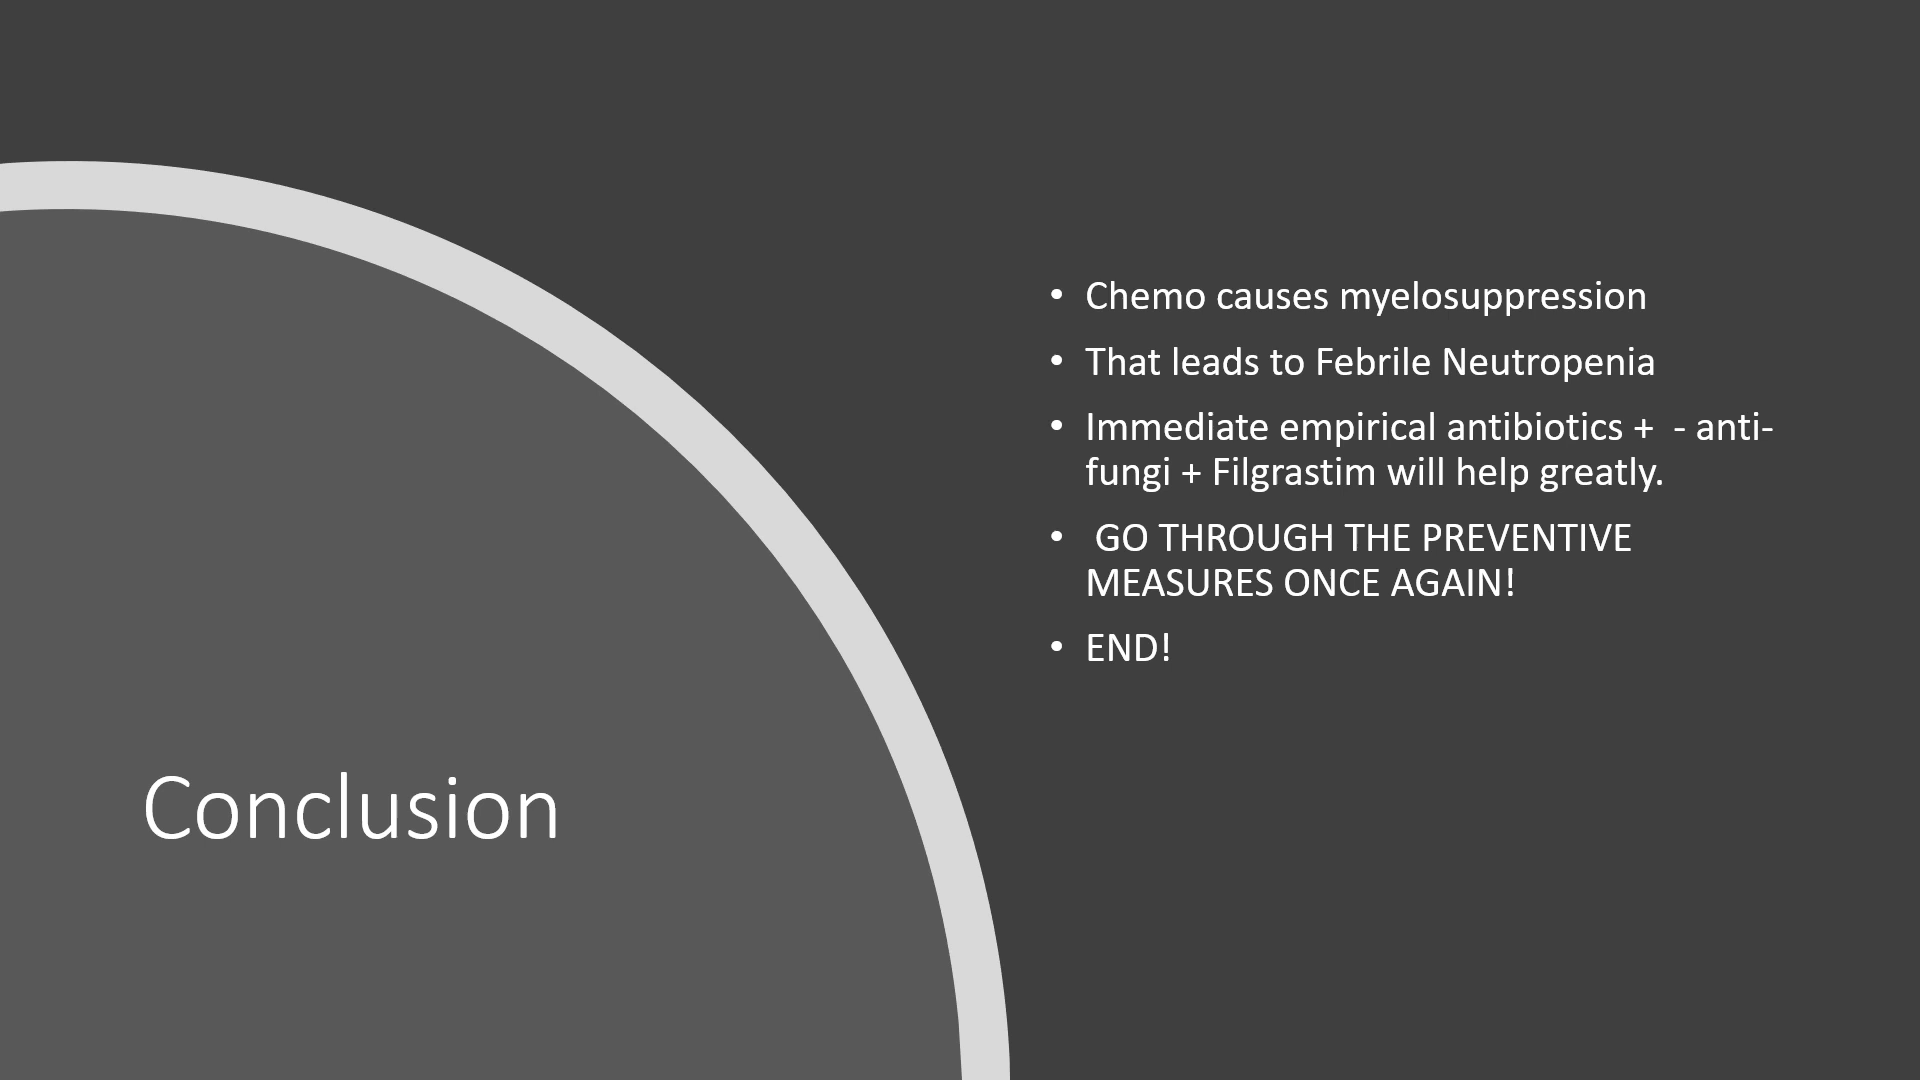 Conclusion
• Chemo causes myelosuppression
• That leads to Febrile Neutropenia
• Immediate empirical antibiotics +  - anti-
fungi + Filgrastim will help greatly.
•  GO THROUGH THE PREVENTIVE
MEASURES ONCE AGAIN!
• END!